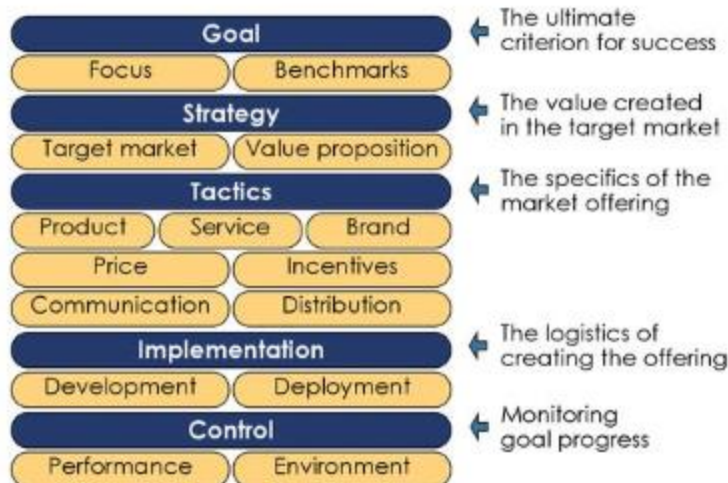 Goal
The ultimate
criterion for success
Focus Benchmarks
Strategy
The value created
in the target market
Target market Value proposition
Tactics
The specifics of the
market offering
Product Service Brand
Price Incentives
Communication Distribution
Implementation
The logistics of
creating the offering
Development Deployment
Control
Monitoring
goal progress
Performance Environment